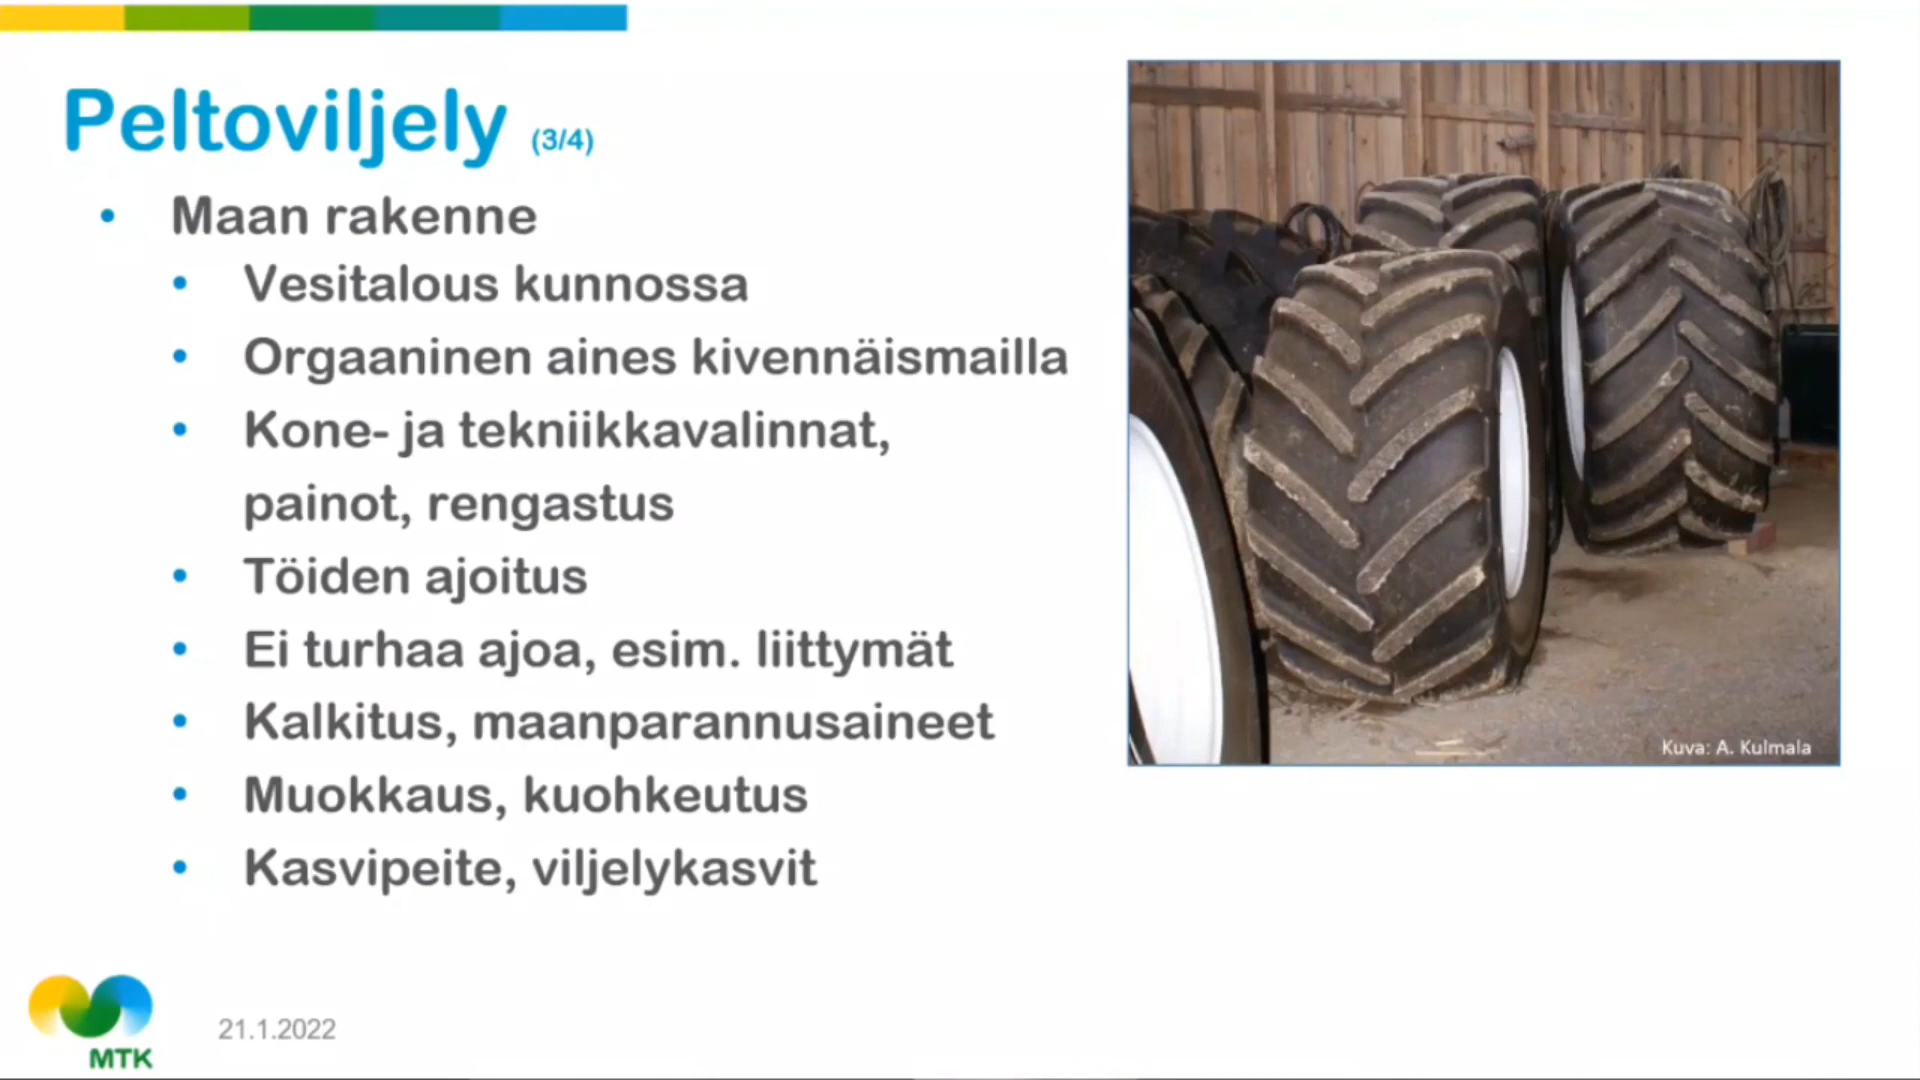 Peltoviljely (3/4)
• Maan rakenne
• Vesitalous kunnossa
• Orgaaninen aines kivennäismailla
• Kone- ja tekniikkavalinnat,
painot, rengastus
• Töiden ajoitus
• Ei turhaa ajoa, esim. liittymät
• Kalkitus, maanparannusaineet
• Muokkaus, kuohkeutus
• Kasvipeite, viljelykasvit
Kuva: A. Kulmala
MTK
21.1.2022